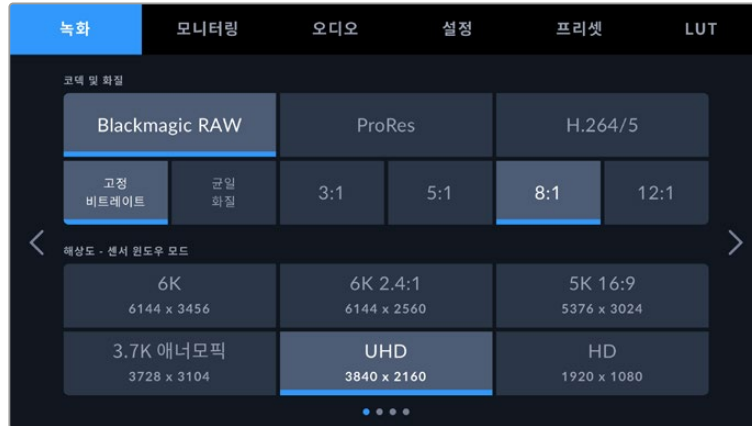 녹화 모니터링 오디오 설정 프리셋 LUT
코덱 및 화질
Blackmagic RAW ProRes H.264/5
고정 비트레이트 균일 화질 3:1 5:1 8:1 12:1
해상도 - 센서 윈도우 모드
6K 6K 2.4:1 5K 16:9
6144 x 3456 6144 x 2560 5376 x 3024
3.7K 애너모픽 UHD HD
3728 x 3104 3840 x 2160 1920 x 1080